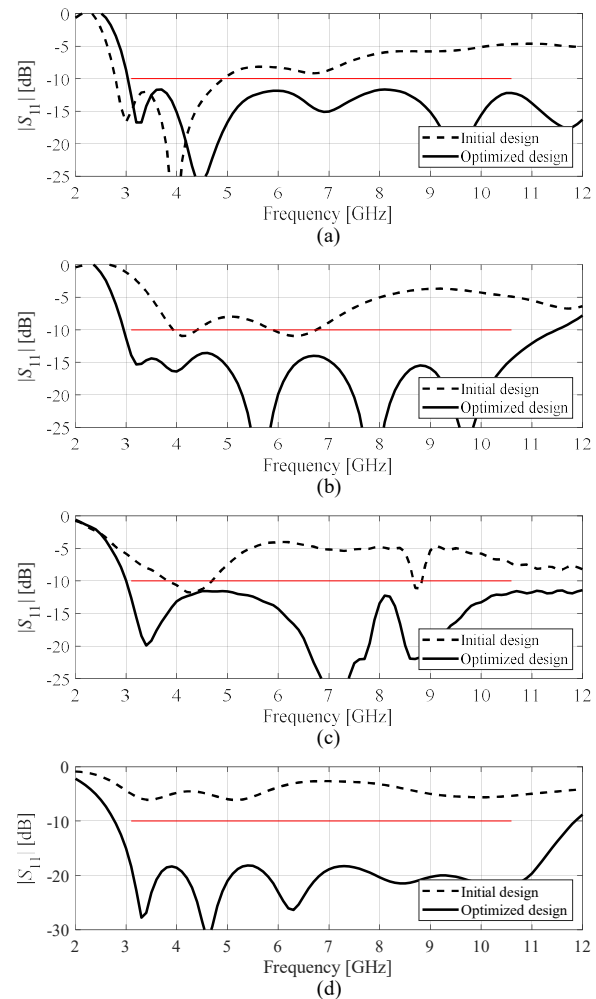 0
-5
-10
-15
-20
-25
|S11| [dB]
Initial design
Optimized design
2 3 4 5 6 7 8 9 10 11 12
Frequency [GHz]
(a)
0
-5
-10
-15
-20
-25
|S11| [dB]
Initial design
Optimized design
2 3 4 5 6 7 8 9 10 11 12
Frequency [GHz]
(b)
0
-5
-10
-15
-20
-25
|S11| [dB]
Initial design
Optimized design
2 3 4 5 6 7 8 9 10 11 12
Frequency [GHz]
(c)
0
-10
-20
-30
|S11| [dB]
Initial design
Optimized design
2 3 4 5 6 7 8 9 10 11 12
Frequency [GHz]
(d)